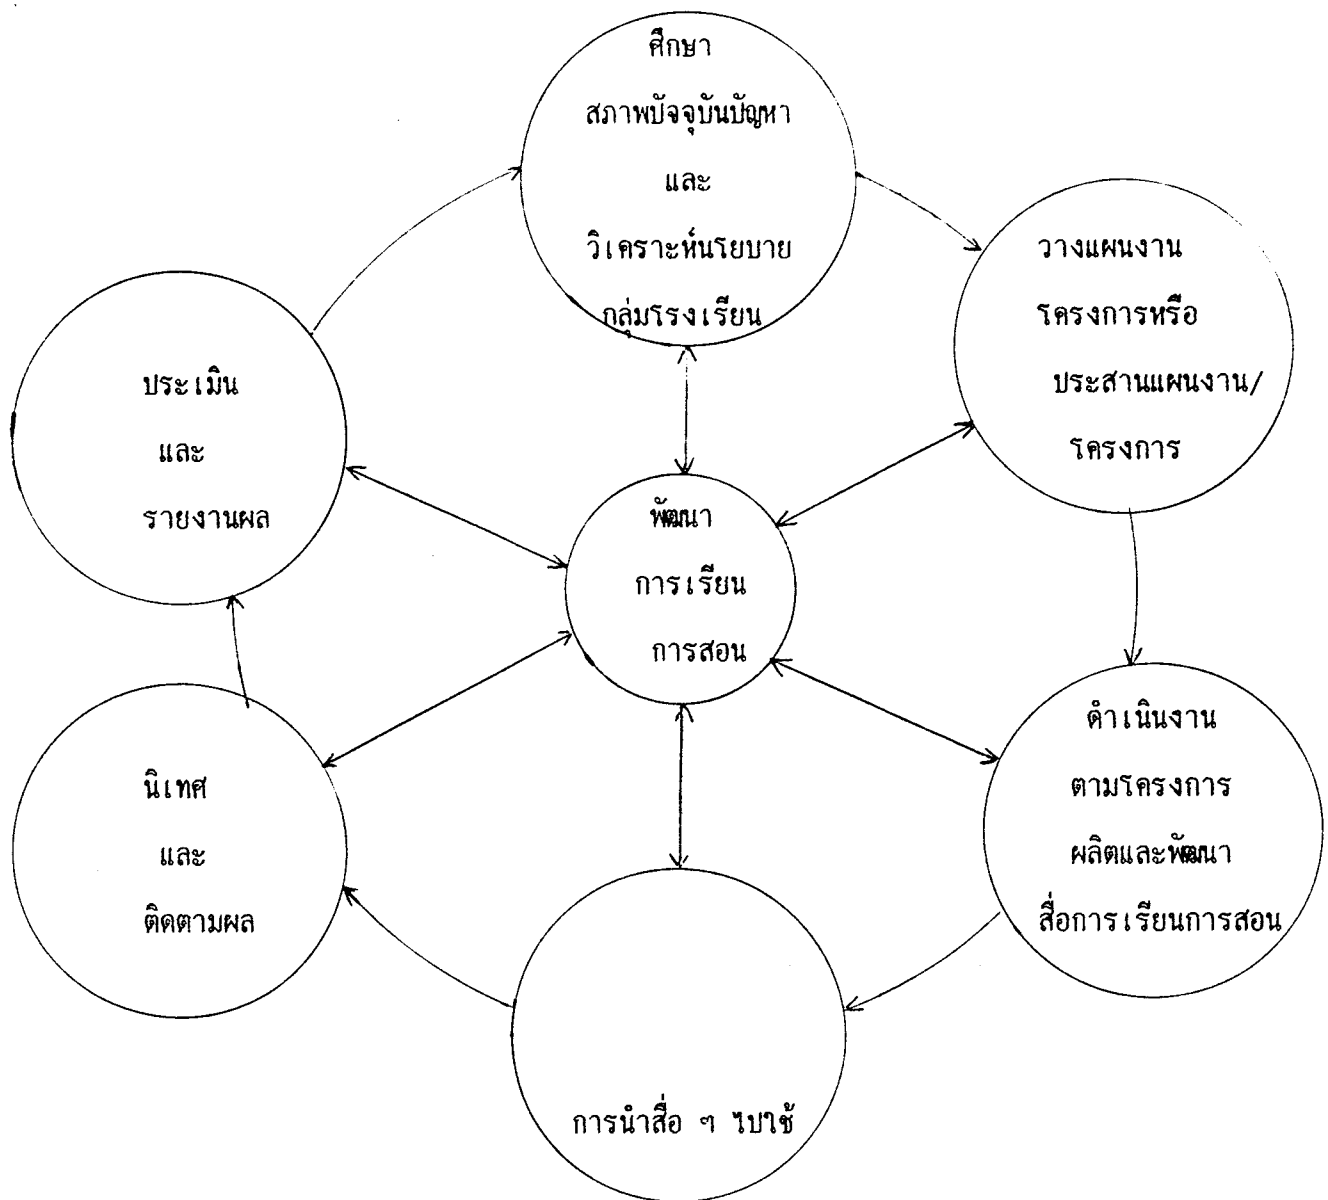 ศึกษา
สภาพปัจจุบันปัญหา
และ
วิเคราะห์นโยบาย
กลุ่มโรงเรียน
วางแผนงาน
โครงการหรือ
ประสานแผนงาน/
โครงการ
ดำเนินงาน
ตามโครงการ
ผลิตและพัฒนา
สื่อการเรียนการสอน
การนำสื่อ ๆ ไปใช้
นิเทศ
และ
ติดตามผล
ประเมิน
และ
รายงานผล
พัฒนา
การเรียน
การสอน